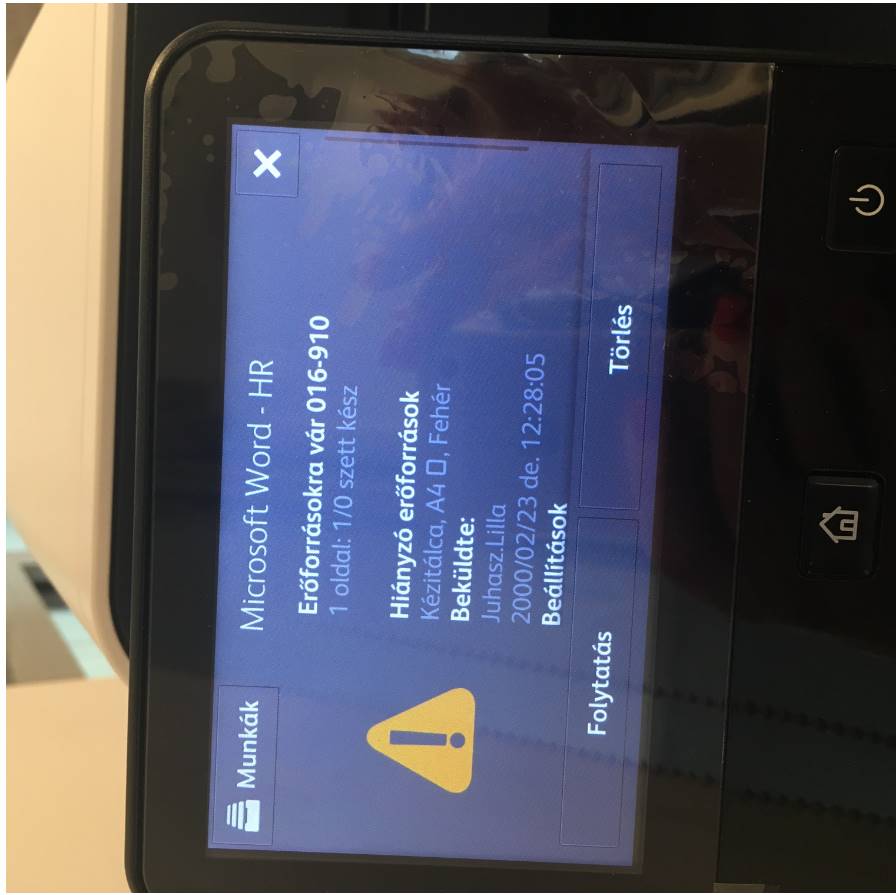 Munkák
Microsoft Word - HR
Erőforrásokra vár 016-910
1 oldal: 1/0 szett kész
Hiányzó erőforrások
Kézitálca, A4 ▯, Fehér
Beküldte:
Juhasz.Lilla
2000/02/23 de. 12:28:05
Beállítások
Folytatás
Törlés